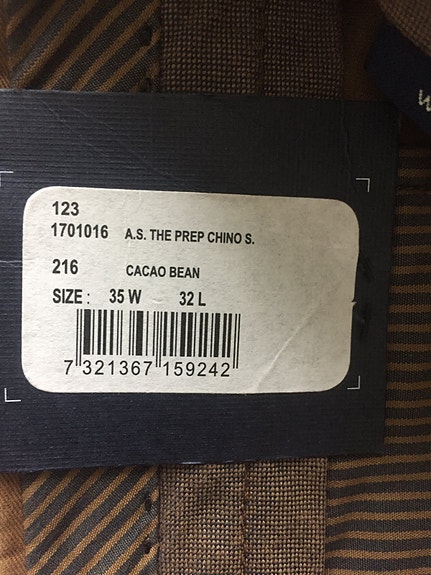 123
1701016 A.S. THE PREP CHINO S.
216 CACAO BEAN
SIZE : 35 W 32 L
7 321367 159242